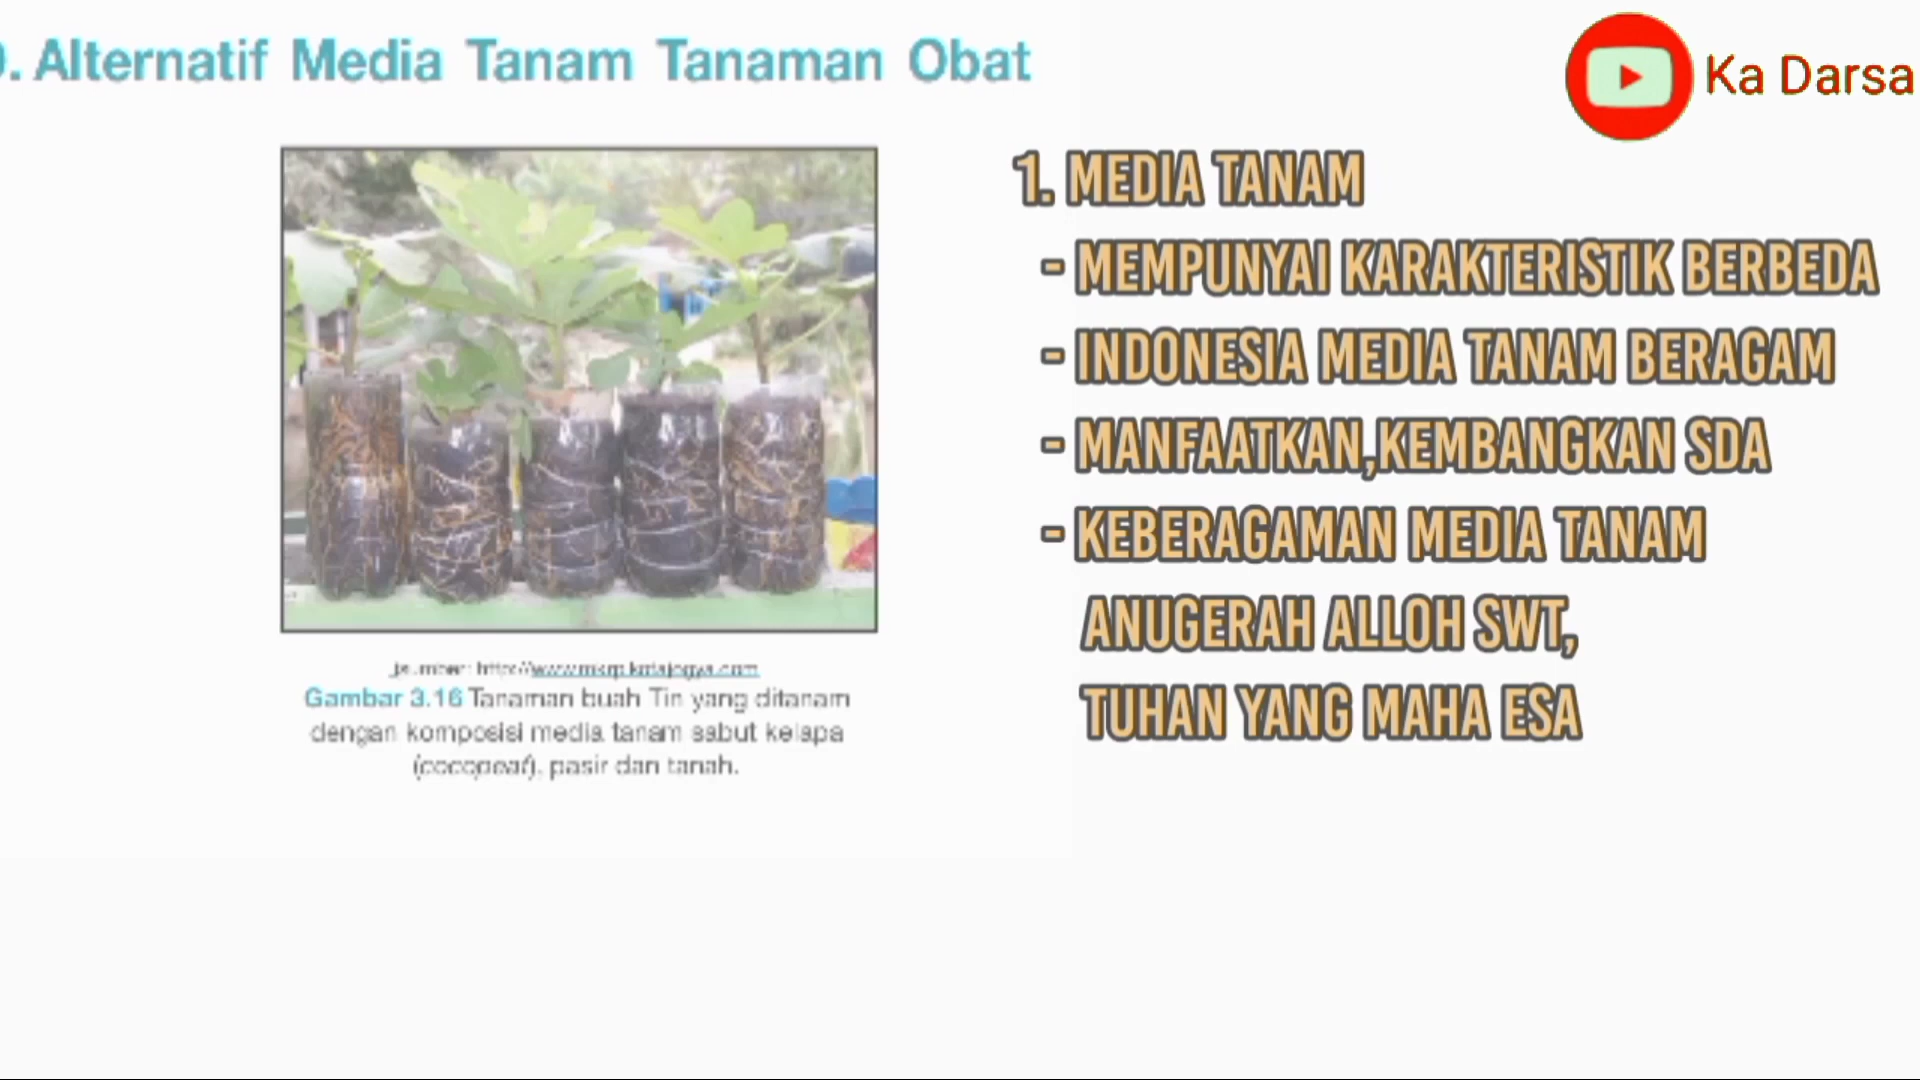 . Alternatif Media Tanam Tanaman Obat
Ka Darsa
1. MEDIA TANAM
- MEMPUNYAI KARAKTERISTIK BERBEDA
- INDONESIA MEDIA TANAM BERAGAM
- MANFAATKAN,KEMBANGKAN SDA
- KEBERAGAMAN MEDIA TANAM
ANUGERAH ALLOH SWT,
TUHAN YANG MAHA ESA
Gambar 3.16 Tanaman buah Tin yang ditanam
dengan komposisi media tanam sabut kelapa
(cocopeat), pasir dan tanah.